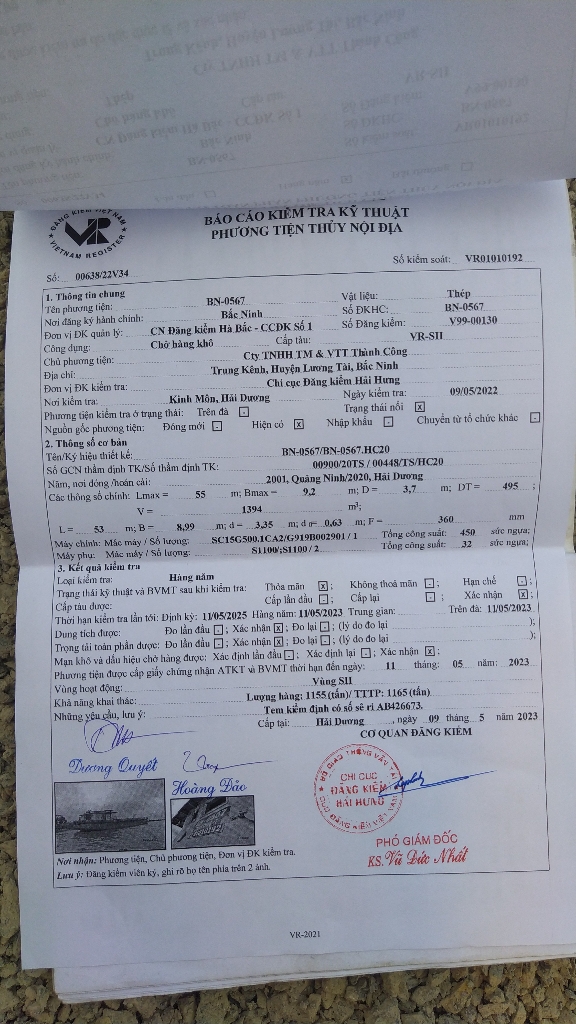 ĐĂNG KIỂM VIỆT NAM
VR
VIETNAM REGISTER
BÁO CÁO KIỂM TRA KỸ THUẬT
PHƯƠNG TIỆN THỦY NỘI ĐỊA
Số: 00638/22V34
Số kiểm soát: VR01010192
1. Thông tin chung
Tên phương tiện: BN-0567 Vật liệu: Thép
Nơi đăng ký hành chính: Bắc Ninh Số ĐKHC: BN-0567
Đơn vị ĐK quản lý: CN Đăng kiểm Hà Bắc - CCĐK Số 1 Số Đăng kiểm: V99-00130
Công dụng: Chở hàng khô Cấp tàu: VR-SII
Chủ phương tiện: Cty TNHH TM & VTT Thành Công
Địa chỉ: Trung Kênh, Huyện Lương Tài, Bắc Ninh
Đơn vị ĐK kiểm tra: Chi cục Đăng kiểm Hải Hưng
Nơi kiểm tra: Kinh Môn, Hải Dương Ngày kiểm tra: 09/05/2022
Phương tiện kiểm tra ở trạng thái: Trên đà: - Trạng thái nổi x
Nguồn gốc phương tiện: Đóng mới - Hiện có x Nhập khẩu - Chuyển từ tổ chức khác -
2. Thông số cơ bản
Tên/Ký hiệu thiết kế: BN-0567/BN-0567.HC20
Số GCN thẩm định TK/Số thẩm định TK: 00900/20TS / 00448/TS/HC20
Năm, nơi đóng /hoán cải: 2001, Quảng Ninh/2020, Hải Dương
Các thông số chính: Lmax = 55 m; Bmax = 9,2 m; D = 3,7 m; DT = 495 ;
V = 1394 m³;
L = 53 m; B = 8,99 m; d = 3,35 m; d = 0,63 m; F = 360 mm
Máy chính: Mác máy / Số lượng: SC15G500.1CA2/G919B002901 / 1 Tổng công suất: 450 sức ngựa;
Máy phụ: Mác máy / Số lượng: S1100/;S1100 / 2 Tổng công suất: 32 sức ngựa;
3. Kết quả kiểm tra
Loại kiểm tra: Hàng năm
Trạng thái kỹ thuật và BVMT sau khi kiểm tra: Thỏa mãn x ; Không thoả mãn - ; Hạn chế - ;
Cấp tàu được: Cấp lần đầu - ; Cấp lại - ; Xác nhận x ;
Thời hạn kiểm tra lần tới: Định kỳ: 11/05/2025 Hàng năm: 11/05/2023 Trung gian: Trên đà: 11/05/2023
Dung tích được: Đo lần đầu - ; Xác nhận x ; Đo lại - ; (lý do đo lại );
Trọng tải toàn phần được: Đo lần đầu - ; Xác nhận x ; Đo lại - ; (lý do đo lại );
Mạn khô và dấu hiệu chở hàng được: Xác định lần đầu - ; Xác định lại - ; Xác nhận x ;
Phương tiện được cấp giấy chứng nhận ATKT và BVMT thời hạn đến ngày: 11 tháng: 05 năm: 2023
Vùng hoạt động: Vùng SII
Khả năng khai thác: Lượng hàng: 1155 (tấn)/ TTTP: 1165 (tấn)
Những yêu cầu, lưu ý: Tem kiểm định có số sê ri AB426673.
Cấp tại: Hải Dương , ngày 09 tháng 5 năm 2023
CƠ QUAN ĐĂNG KIỂM
Dương Quyết
Hoàng Đảo
CHI CỤC
ĐĂNG KIỂM
HẢI HƯNG
PHÓ GIÁM ĐỐC
KS. Vũ Đức Nhất
Nơi nhận: Phương tiện, Chủ phương tiện, Đơn vị ĐK kiểm tra.
Lưu ý: Đăng kiểm viên ký, ghi rõ họ tên phía trên 2 ảnh.
VR-2021